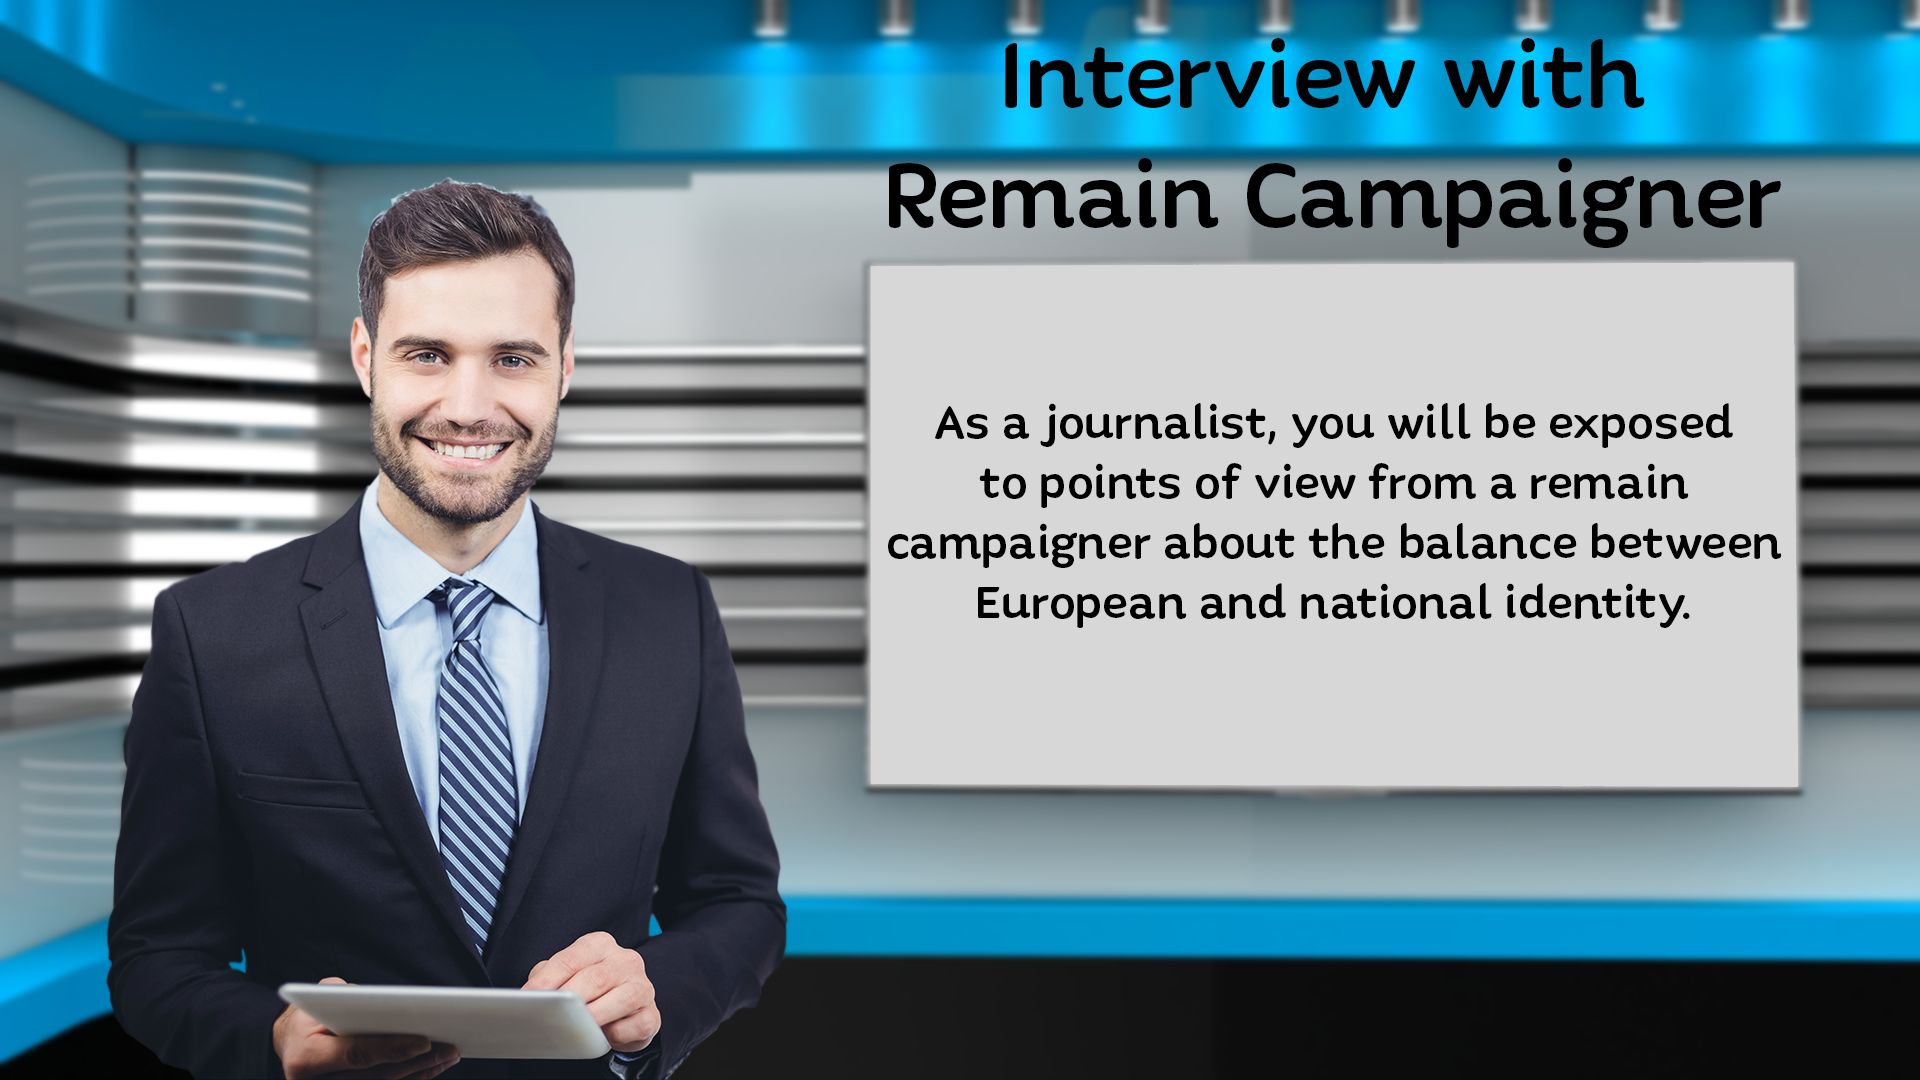 Interview with
Remain Campaigner
As a journalist, you will be exposed
to points of view from a remain
campaigner about the balance between
European and national identity.